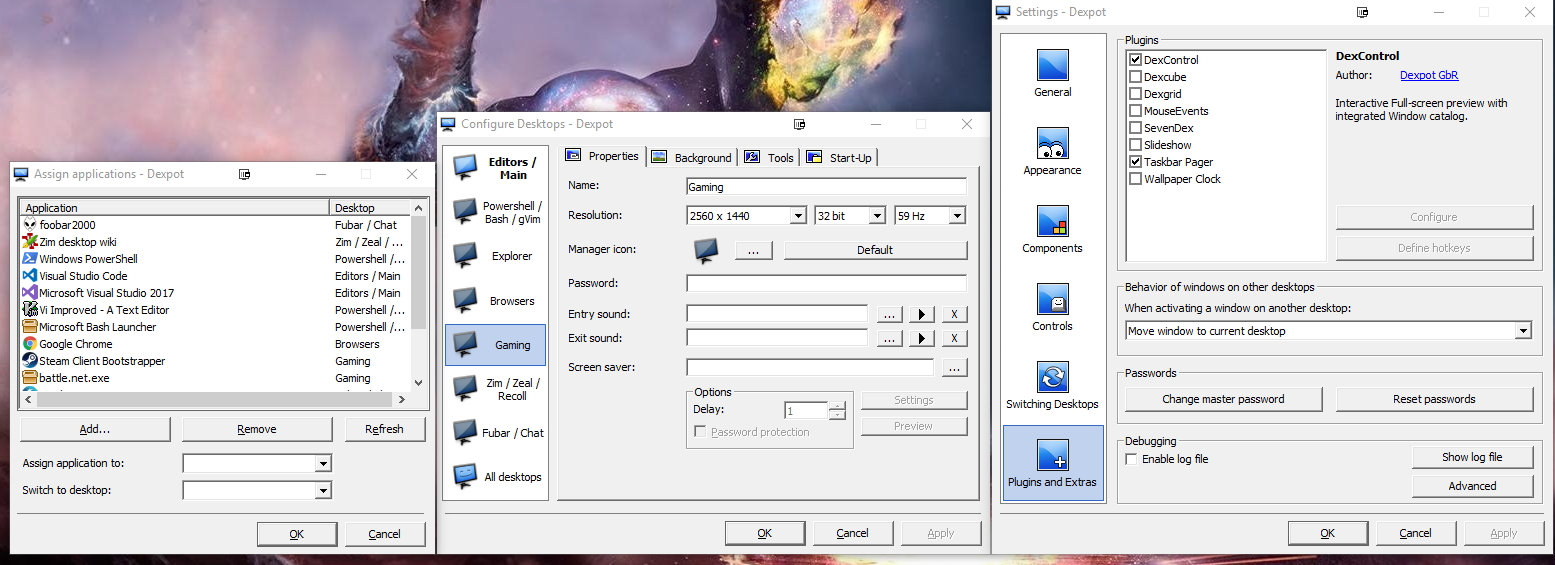 Assign applications - Dexpot
Application Desktop
foobar2000 Fubar / Chat
Zim desktop wiki Zim / Zeal / ...
Windows PowerShell Powershell /...
Visual Studio Code Editors / Main
Microsoft Visual Studio 2017 Editors / Main
Vi Improved - A Text Editor Powershell /...
Microsoft Bash Launcher Powershell /...
Google Chrome Browsers
Steam Client Bootstrapper Gaming
battle.net.exe Gaming
Add... Remove Refresh
Assign application to:
Switch to desktop:
OK Cancel
Configure Desktops - Dexpot
Editors /
Main
Powershell /
Bash / gVim
Explorer
Browsers
Gaming
Zim / Zeal /
Recoll
Fubar / Chat
All desktops
Properties Background Tools Start-Up
Name: Gaming
Resolution: 2560 x 1440 32 bit 59 Hz
Manager icon: ... Default
Password:
Entry sound: ... X
Exit sound: ... X
Screen saver: ...
Options
Delay: 1
Password protection
Settings
Preview
OK Cancel Apply
Settings - Dexpot
General
Appearance
Components
Controls
Switching Desktops
Plugins and Extras
Plugins
DexControl
Dexcube
Dexgrid
MouseEvents
SevenDex
Slideshow
Taskbar Pager
Wallpaper Clock
DexControl
Author: Dexpot GbR
Interactive Full-screen preview with
integrated Window catalog.
Configure
Define hotkeys
Behavior of windows on other desktops
When activating a window on another desktop:
Move window to current desktop
Passwords
Change master password Reset passwords
Debugging
Enable log file Show log file
Advanced
OK Cancel Apply